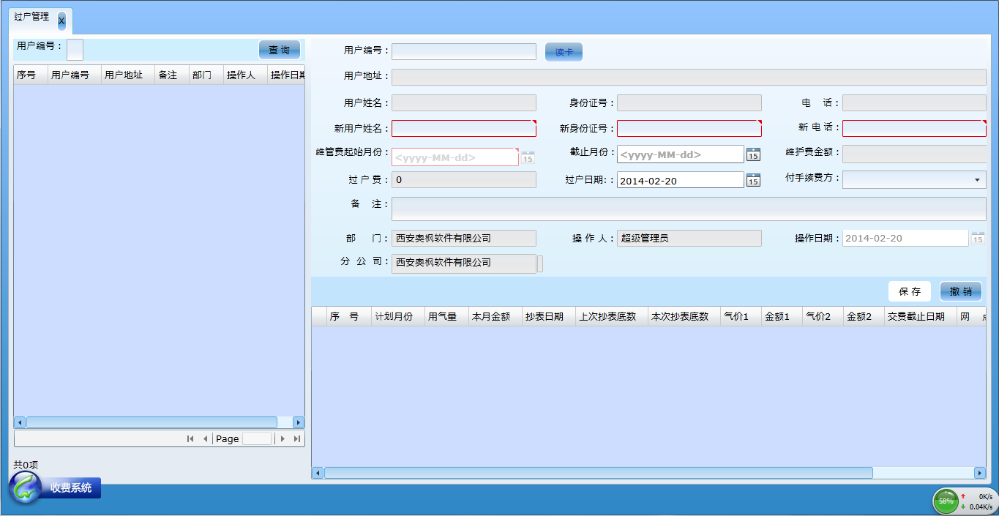 过户管理 X
用户编号：
查 询
序号 用户编号 用户地址 备注 部门 操作人 操作日期
Page
共0项
收费系统
用户编号：
读卡
用户地址：
用户姓名： 身份证号： 电 话：
新用户姓名： 新身份证号： 新 电 话：
维管费起始月份： <yyyy-MM-dd> 15 截止月份： <yyyy-MM-dd> 15 维护费金额：
过 户 费： 0 过户日期:： 2014-02-20 15 付手续费方：
备 注：
部 门： 西安奥枫软件有限公司 操 作 人： 超级管理员 操作日期： 2014-02-20 15
分 公 司： 西安奥枫软件有限公司
保 存 撤 销
序 号 计划月份 用气量 本月金额 抄表日期 上次抄表底数 本次抄表底数 气价1 金额1 气价2 金额2 交费截止日期 网
58% 0K/s
0.04K/s